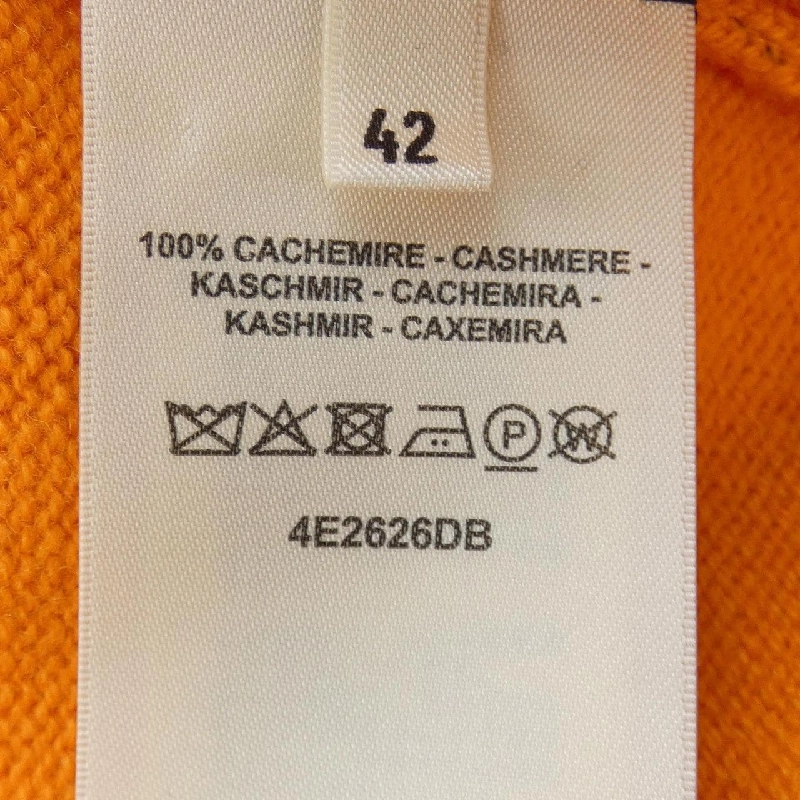 42
100% CACHEMIRE - CASHMERE -
KASCHMIR - CACHEMIRA -
KASHMIR - CAXEMIRA
P W
4E2626DB